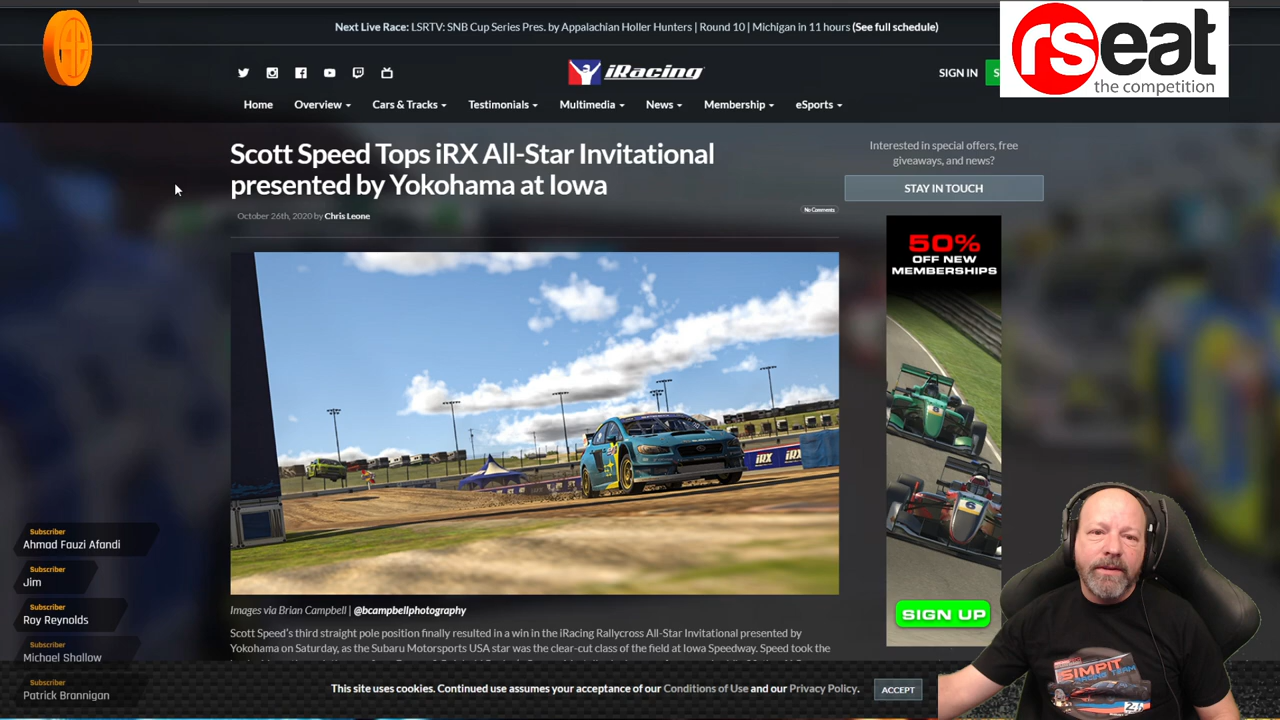 Next Live Race: LSRTV: SNB Cup Series Pres. by Appalachian Holler Hunters | Round 10 | Michigan in 11 hours (See full schedule)
rseat
the competition
iRacing
SIGN IN
S
Home
Overview
Cars & Tracks
Testimonials
Multimedia
News
Membership
eSports
Scott Speed Tops iRX All-Star Invitational
presented by Yokohama at Iowa
October 26th, 2020 by Chris Leone
No Comments
Interested in special offers, free
giveaways, and news?
STAY IN TOUCH
50%
OFF NEW
MEMBERSHIPS
6
SIGN UP
iRX iRX
Subscriber
Ahmad Fauzi Afandi
Subscriber
Jim
Subscriber
Roy Reynolds
Subscriber
Michael Shallow
Subscriber
Patrick Brannigan
Images via Brian Campbell | @bcampbellphotography
Scott Speed's third straight pole position finally resulted in a win in the iRacing Rallycross All-Star Invitational presented by
Yokohama on Saturday, as the Subaru Motorsports USA star was the clear-cut class of the field at Iowa Speedway. Speed took the
This site uses cookies. Continued use assumes your acceptance of our Conditions of Use and our Privacy Policy.
ACCEPT
SIMPIT
RACING TEAM